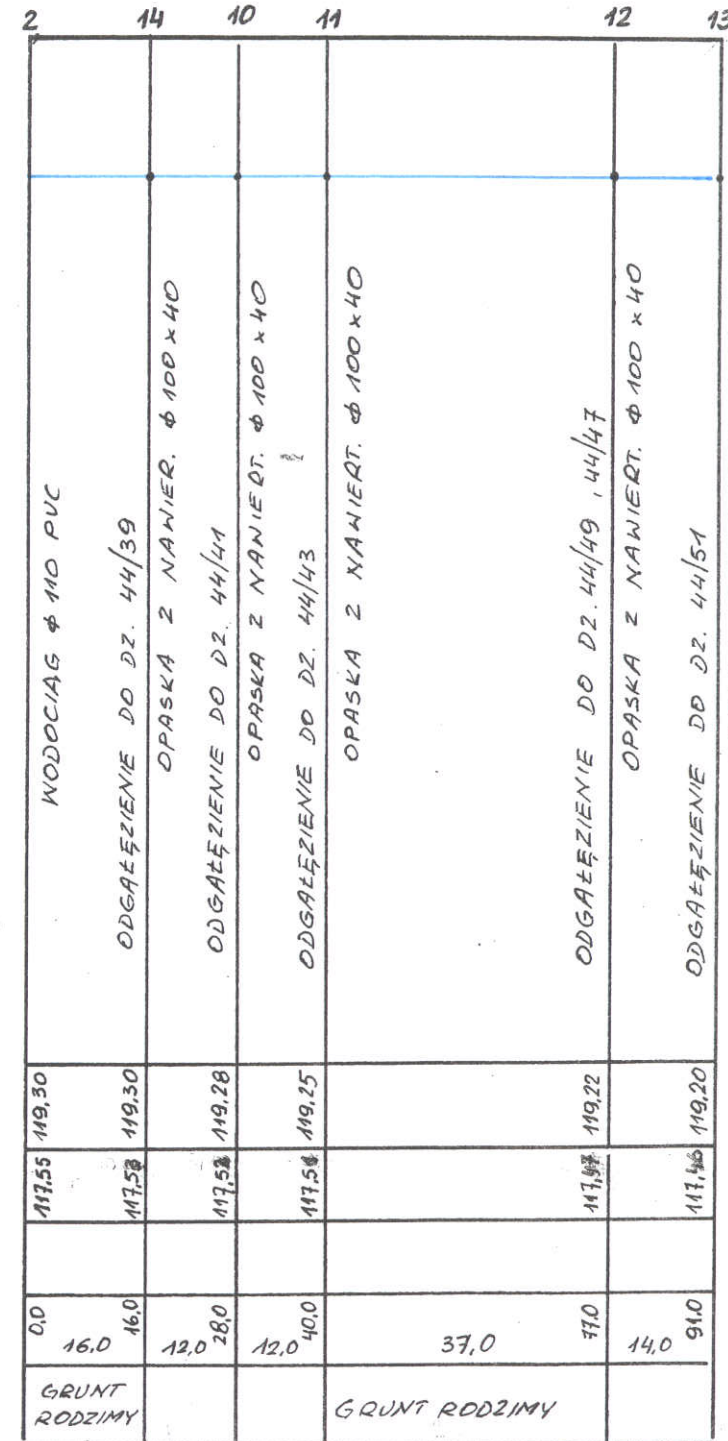 2 14 10 11 12 13
WODOCIĄG ϕ 110 PVC
ODGAŁĘZIENIE DO DZ. 44/39
OPASKA Z NAWIER. ϕ 100 x 40
ODGAŁĘZIENIE DO DZ. 44/41
OPASKA Z NAWIERT. ϕ 100 x 40
ODGAŁĘZIENIE DO DZ. 44/43
OPASKA Z NAWIERT. ϕ 100 x 40
ODGAŁĘZIENIE DO DZ. 44/49, 44/47
OPASKA Z NAWIERT. ϕ 100 x 40
ODGAŁĘZIENIE DO DZ. 44/51
119,30 119,30 119,28 119,25 119,22 119,20
117,55
0,0 16,0 28,0 40,0 77,0 91,0
16,0 12,0 12,0 37,0 14,0
GRUNT
RODZIMY
GRUNT RODZIMY